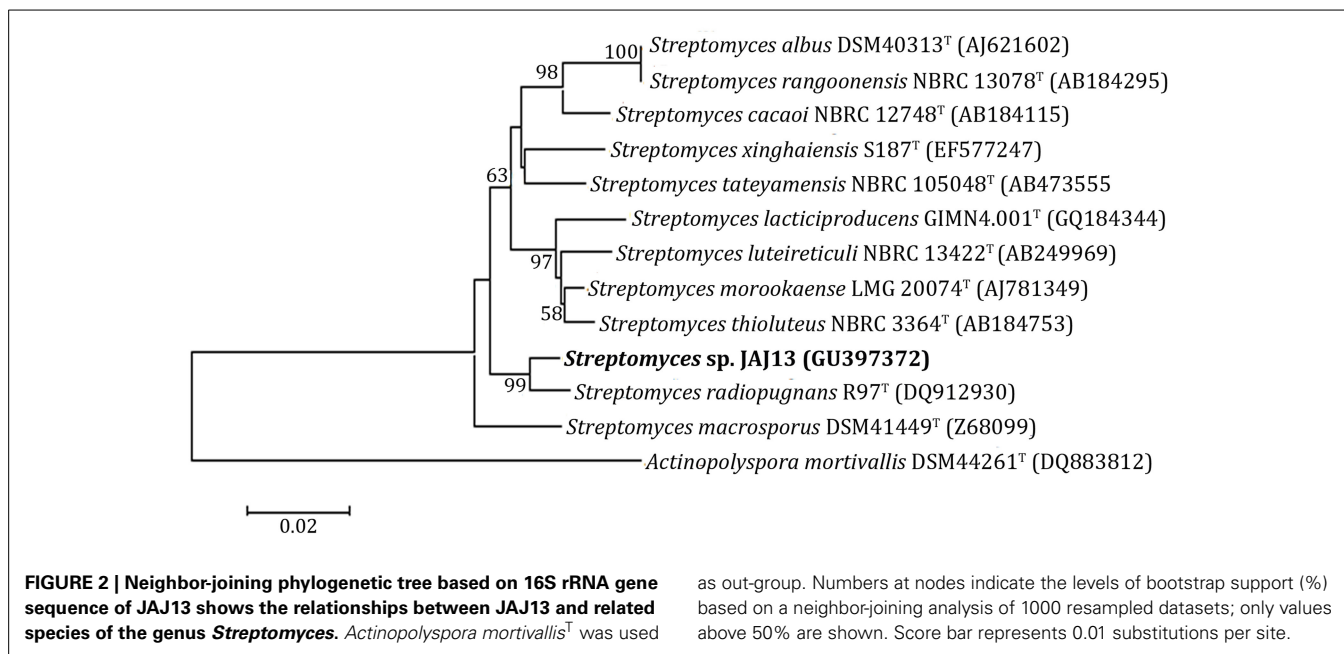 100
Streptomyces albus DSM40313ᵀ (AJ621602)
98
Streptomyces rangoonensis NBRC 13078ᵀ (AB184295)
Streptomyces cacaoi NBRC 12748ᵀ (AB184115)
Streptomyces xinghaiensis S187ᵀ (EF577247)
63
Streptomyces tateyamensis NBRC 105048ᵀ (AB473555
Streptomyces lacticiproducens GIMN4.001ᵀ (GQ184344)
97
Streptomyces luteireticuli NBRC 13422ᵀ (AB249969)
Streptomyces morookaense LMG 20074ᵀ (AJ781349)
58
Streptomyces thioluteus NBRC 3364ᵀ (AB184753)
Streptomyces sp. JAJ13 (GU397372)
99
Streptomyces radiopugnans R97ᵀ (DQ912930)
Streptomyces macrosporus DSM41449ᵀ (Z68099)
Actinopolyspora mortivallis DSM44261ᵀ (DQ883812)
0.02
FIGURE 2 | Neighbor-joining phylogenetic tree based on 16S rRNA gene
sequence of JAJ13 shows the relationships between JAJ13 and related
species of the genus Streptomyces. Actinopolyspora mortivallisᵀ was used
as out-group. Numbers at nodes indicate the levels of bootstrap support (%)
based on a neighbor-joining analysis of 1000 resampled datasets; only values
above 50% are shown. Score bar represents 0.01 substitutions per site.